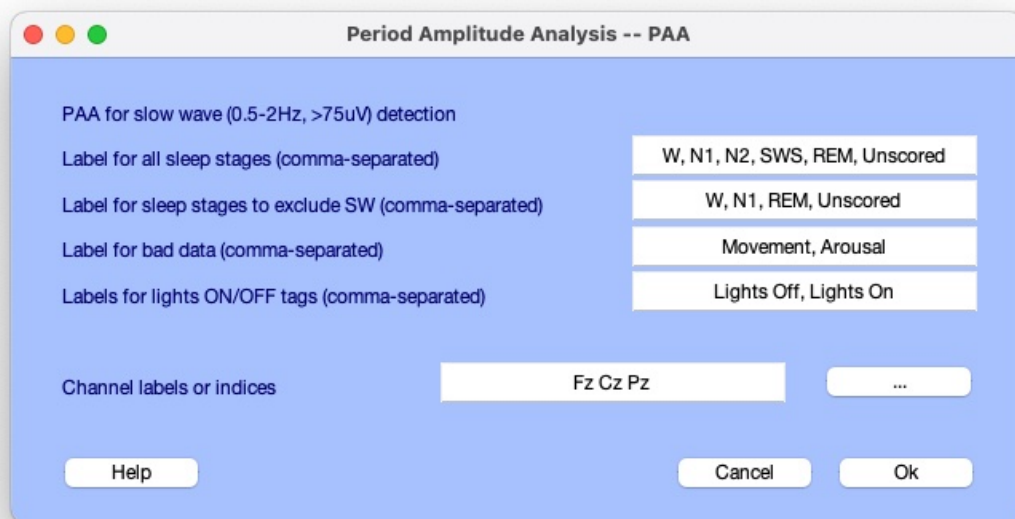 Period Amplitude Analysis -- PAA
PAA for slow wave (0.5-2Hz, >75uV) detection
Label for all sleep stages (comma-separated) W, N1, N2, SWS, REM, Unscored
Label for sleep stages to exclude SW (comma-separated) W, N1, REM, Unscored
Label for bad data (comma-separated) Movement, Arousal
Labels for lights ON/OFF tags (comma-separated) Lights Off, Lights On
Channel labels or indices Fz Cz Pz ...
Help Cancel Ok